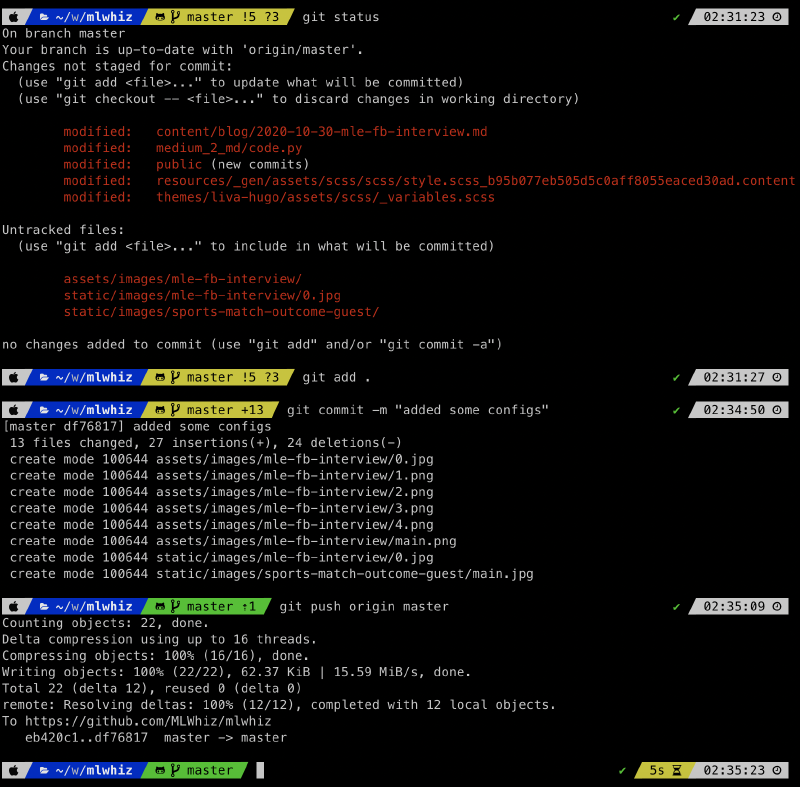 ~/w/mlwhiz master !5 ?3 git status ✔ 02:31:23
On branch master
Your branch is up-to-date with 'origin/master'.
Changes not staged for commit:
  (use "git add <file>..." to update what will be committed)
  (use "git checkout -- <file>..." to discard changes in working directory)
        modified:   content/blog/2020-10-30-mle-fb-interview.md
        modified:   medium_2_md/code.py
        modified:   public (new commits)
        modified:   resources/_gen/assets/scss/scss/style.scss_b95b077eb505d5c0aff8055eaced30ad.content
        modified:   themes/liva-hugo/assets/scss/_variables.scss
Untracked files:
  (use "git add <file>..." to include in what will be committed)
        assets/images/mle-fb-interview/
        static/images/mle-fb-interview/0.jpg
        static/images/sports-match-outcome-guest/
no changes added to commit (use "git add" and/or "git commit -a")
~/w/mlwhiz master !5 ?3 git add . ✔ 02:31:27
~/w/mlwhiz master +13 git commit -m "added some configs" ✔ 02:34:50
[master df76817] added some configs
 13 files changed, 27 insertions(+), 24 deletions(-)
 create mode 100644 assets/images/mle-fb-interview/0.jpg
 create mode 100644 assets/images/mle-fb-interview/1.png
 create mode 100644 assets/images/mle-fb-interview/2.png
 create mode 100644 assets/images/mle-fb-interview/3.png
 create mode 100644 assets/images/mle-fb-interview/4.png
 create mode 100644 assets/images/mle-fb-interview/main.png
 create mode 100644 static/images/mle-fb-interview/0.jpg
 create mode 100644 static/images/sports-match-outcome-guest/main.jpg
~/w/mlwhiz master ⇡1 git push origin master ✔ 02:35:09
Counting objects: 22, done.
Delta compression using up to 16 threads.
Compressing objects: 100% (16/16), done.
Writing objects: 100% (22/22), 62.37 KiB | 15.59 MiB/s, done.
Total 22 (delta 12), reused 0 (delta 0)
remote: Resolving deltas: 100% (12/12), completed with 12 local objects.
To https://github.com/MLWhiz/mlwhiz
   eb420c1..df76817  master -> master
~/w/mlwhiz master ✔ 5s 02:35:23